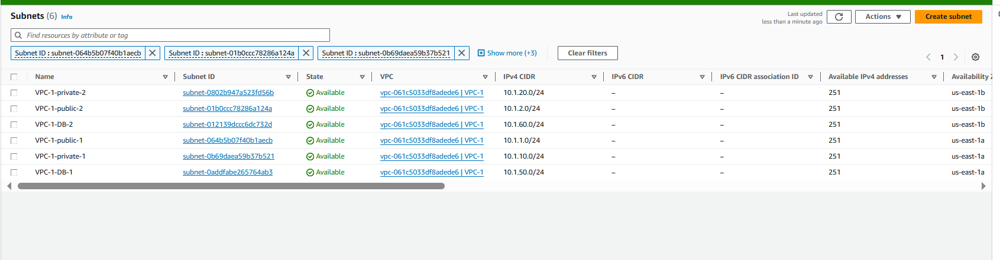 Subnets (6) Info
Last updated
less than a minute ago
Actions
Create subnet
Find resources by attribute or tag
Subnet ID : subnet-064b5b07f40b1aecb
Subnet ID : subnet-01b0ccc78286a124a
Subnet ID : subnet-0b69daea59b37b521
Show more (+3)
Clear filters
1
Name Subnet ID State VPC IPv4 CIDR IPv6 CIDR IPv6 CIDR association ID Available IPv4 addresses Availability Z
VPC-1-private-2 subnet-0802b947a523fd56b Available vpc-061c5033df8adede6 | VPC-1 10.1.20.0/24 – – 251 us-east-1b
VPC-1-public-2 subnet-01b0ccc78286a124a Available vpc-061c5033df8adede6 | VPC-1 10.1.2.0/24 – – 251 us-east-1b
VPC-1-DB-2 subnet-012139dccc6dc732d Available vpc-061c5033df8adede6 | VPC-1 10.1.60.0/24 – – 251 us-east-1b
VPC-1-public-1 subnet-064b5b07f40b1aecb Available vpc-061c5033df8adede6 | VPC-1 10.1.1.0/24 – – 251 us-east-1a
VPC-1-private-1 subnet-0b69daea59b37b521 Available vpc-061c5033df8adede6 | VPC-1 10.1.10.0/24 – – 251 us-east-1a
VPC-1-DB-1 subnet-0addfabe265764ab3 Available vpc-061c5033df8adede6 | VPC-1 10.1.50.0/24 – – 251 us-east-1a